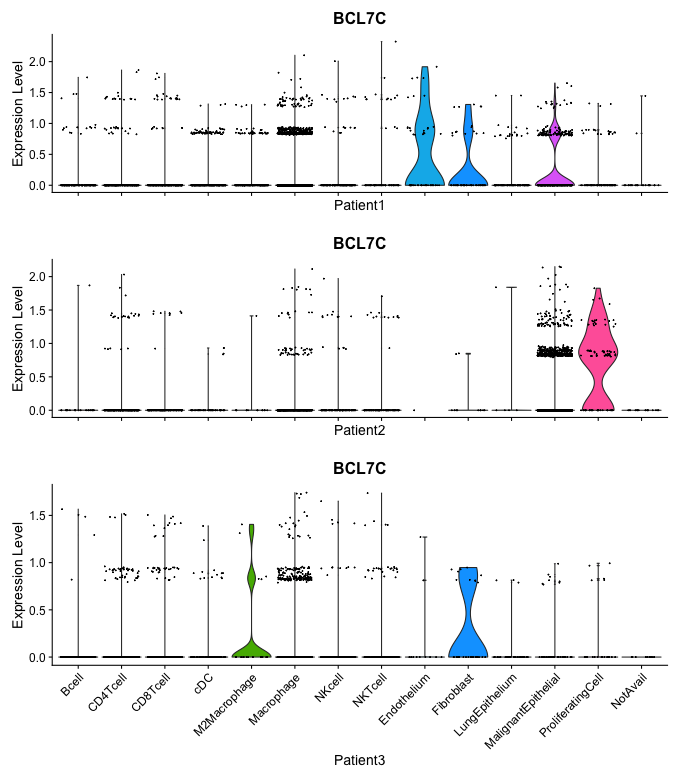 BCL7C
Expression Level
2.0
1.5
1.0
0.5
0.0
Patient1
BCL7C
Expression Level
2.0
1.5
1.0
0.5
0.0
Patient2
BCL7C
Expression Level
1.5
1.0
0.5
0.0
Bcell
CD4Tcell
CD8Tcell
cDC
M2Macrophage
Macrophage
NKcell
NKTcell
Endothelium
Fibroblast
LungEpithelium
MalignantEpithelial
ProliferatingCell
NotAvail
Patient3